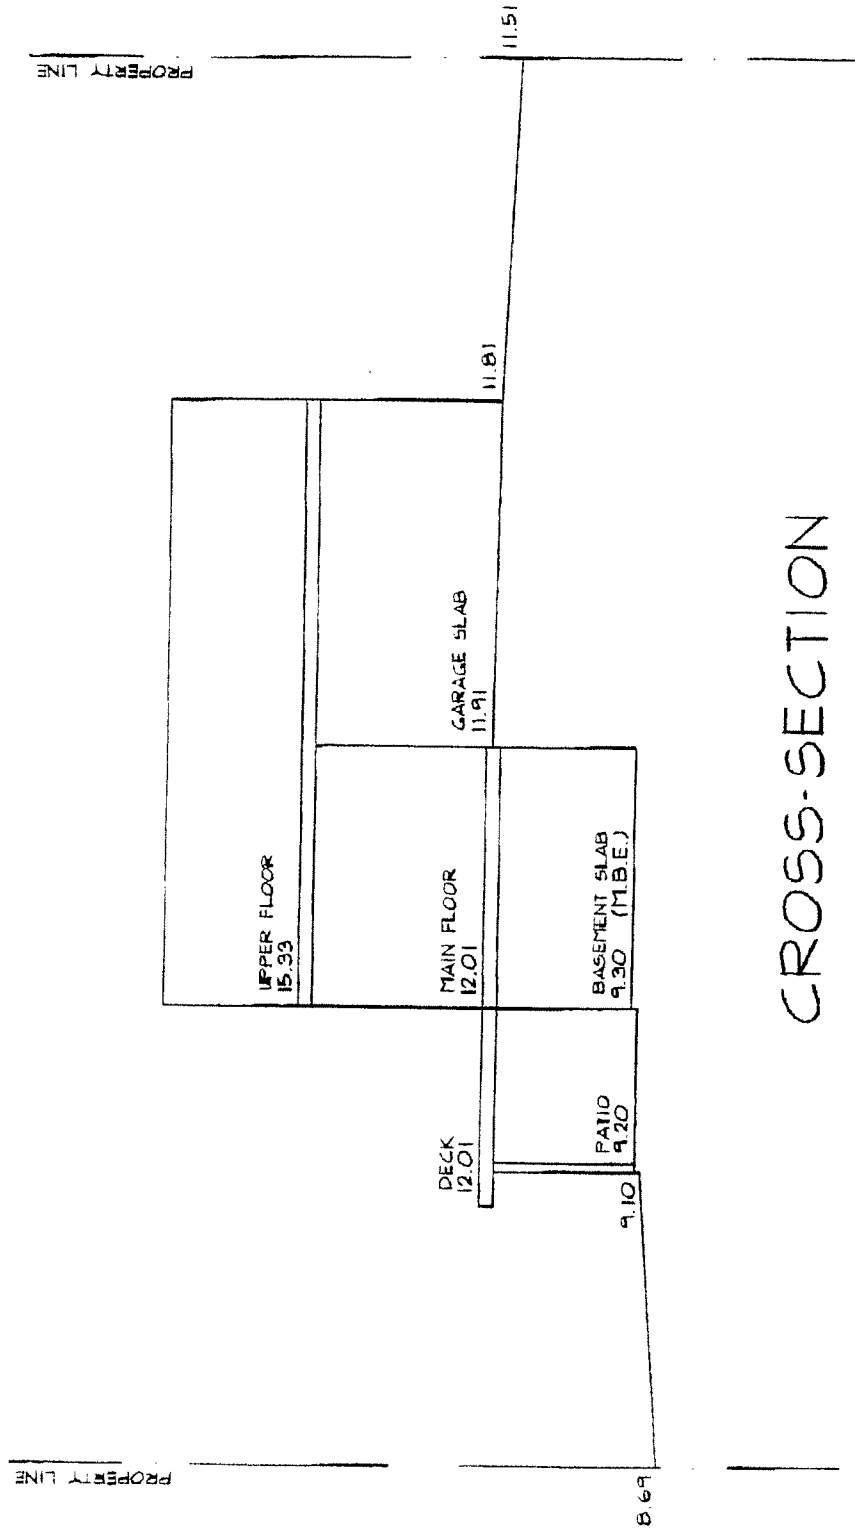 PROPERTY LINE
PROPERTY LINE
UPPER FLOOR
15.33
DECK
12.01
MAIN FLOOR
12.01
GARAGE SLAB
11.91
11.81
11.51
PATIO
9.20
BASEMENT SLAB
9.30 (M.B.E.)
9.10
8.69
CROSS-SECTION